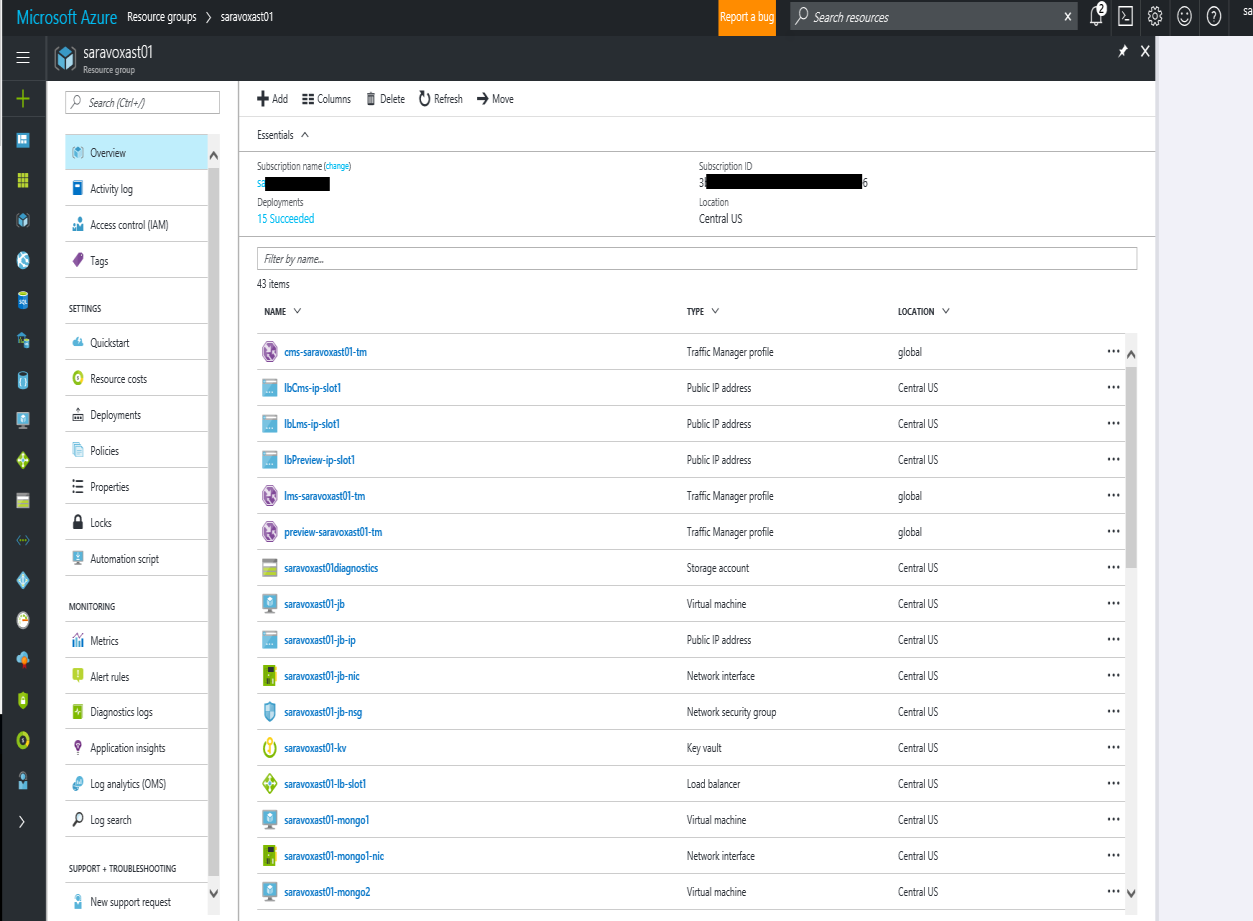 Microsoft Azure Resource groups > saravoxast01 Report a bug Search resources x 2 sa
saravoxast01
Resource group
Search (Ctrl+/)
Overview
Activity log
Access control (IAM)
Tags
SETTINGS
Quickstart
Resource costs
Deployments
Policies
Properties
Locks
Automation script
MONITORING
Metrics
Alert rules
Diagnostics logs
Application insights
Log analytics (OMS)
Log search
SUPPORT + TROUBLESHOOTING
New support request
Add Columns Delete Refresh Move
Essentials
Subscription name (change) Subscription ID
sa 3 6
Deployments Location
15 Succeeded Central US
Filter by name...
43 items
NAME TYPE LOCATION
cms-saravoxast01-tm Traffic Manager profile global ...
lbCms-ip-slot1 Public IP address Central US ...
lbLms-ip-slot1 Public IP address Central US ...
lbPreview-ip-slot1 Public IP address Central US ...
lms-saravoxast01-tm Traffic Manager profile global ...
preview-saravoxast01-tm Traffic Manager profile global ...
saravoxast01diagnostics Storage account Central US ...
saravoxast01-jb Virtual machine Central US ...
saravoxast01-jb-ip Public IP address Central US ...
saravoxast01-jb-nic Network interface Central US ...
saravoxast01-jb-nsg Network security group Central US ...
saravoxast01-kv Key vault Central US ...
saravoxast01-lb-slot1 Load balancer Central US ...
saravoxast01-mongo1 Virtual machine Central US ...
saravoxast01-mongo1-nic Network interface Central US ...
saravoxast01-mongo2 Virtual machine Central US ...